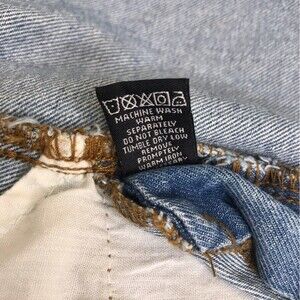 MACHINE WASH
WARM
SEPARATELY
DO NOT BLEACH
TUMBLE DRY LOW
REMOVE
PROMPTLY
WARM IRON